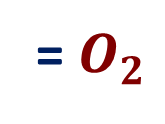 = O₂